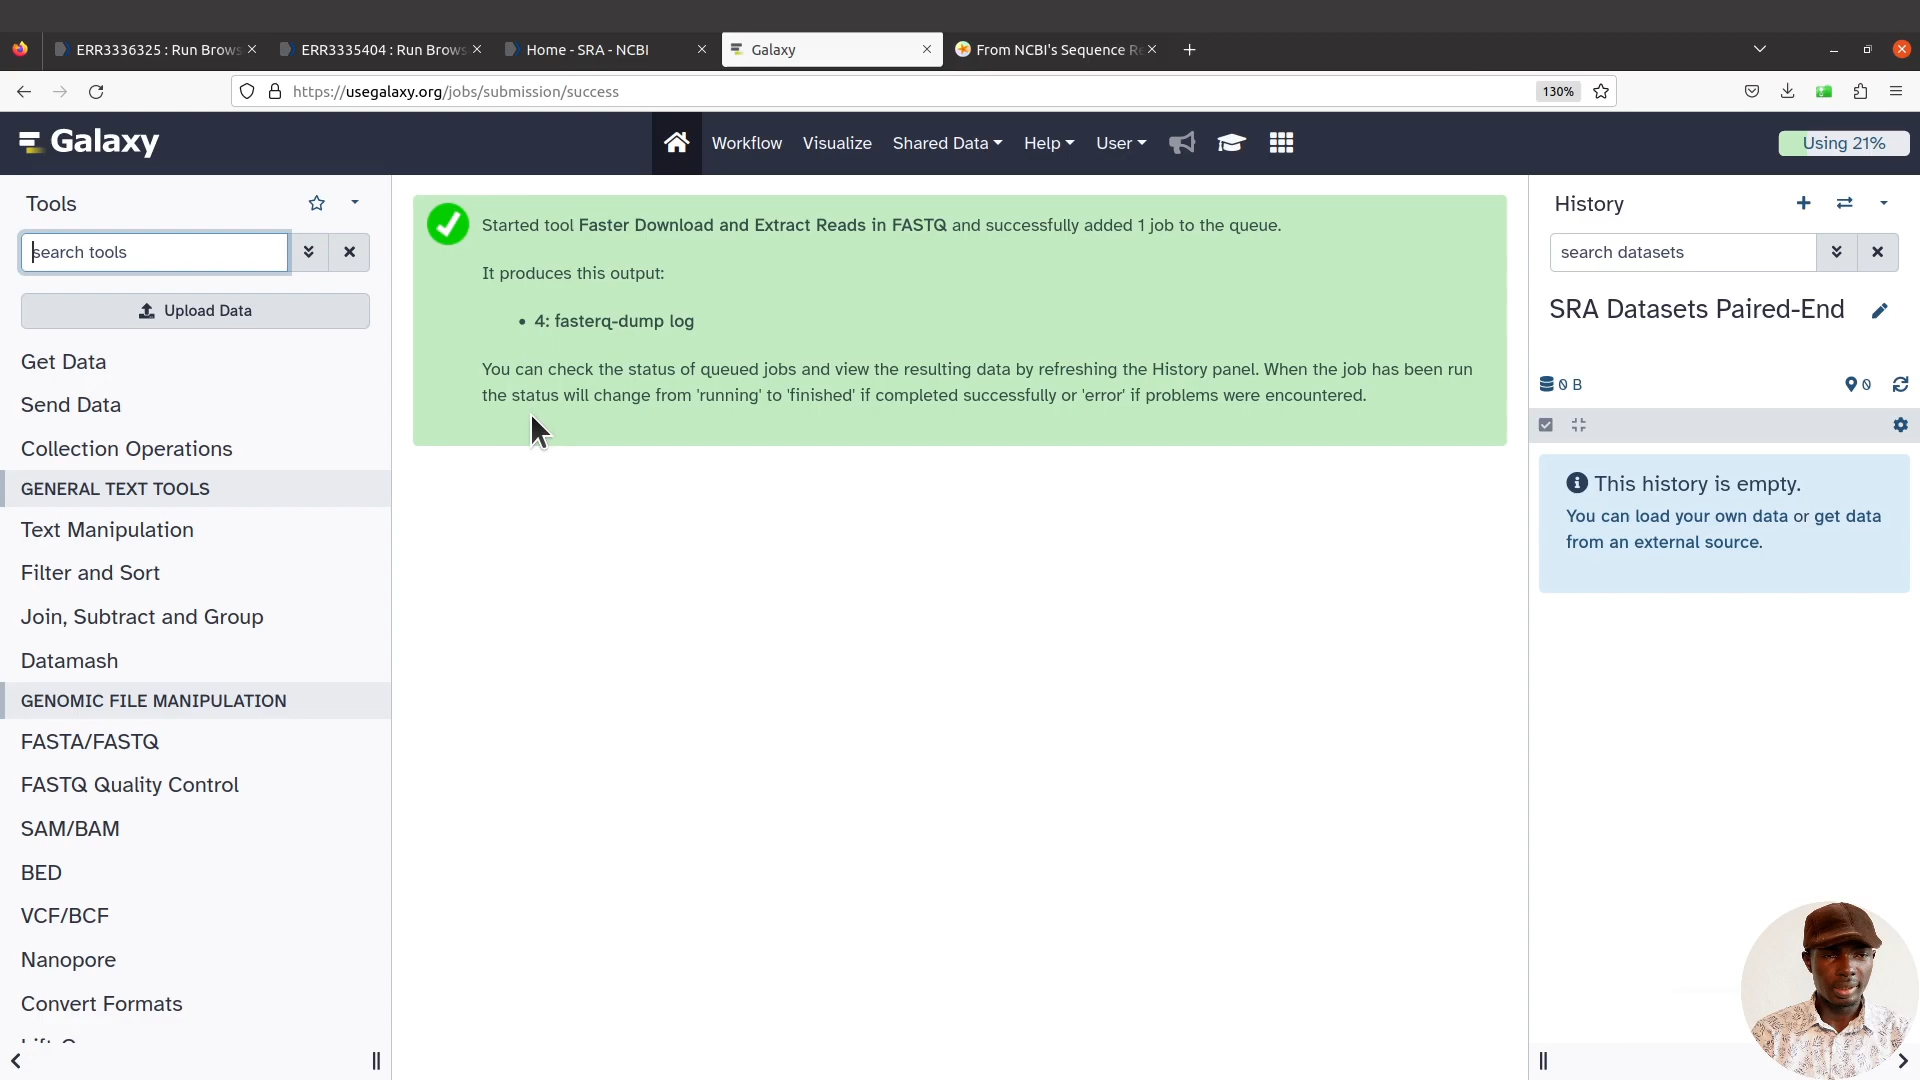 ERR3336325 : Run Brows
ERR3335404 : Run Brows
Home - SRA - NCBI
Galaxy
From NCBI's Sequence Re
https://usegalaxy.org/jobs/submission/success
130%
Galaxy
Workflow
Visualize
Shared Data
Help
User
Using 21%
Tools
search tools
Upload Data
Get Data
Send Data
Collection Operations
GENERAL TEXT TOOLS
Text Manipulation
Filter and Sort
Join, Subtract and Group
Datamash
GENOMIC FILE MANIPULATION
FASTA/FASTQ
FASTQ Quality Control
SAM/BAM
BED
VCF/BCF
Nanopore
Convert Formats
Started tool Faster Download and Extract Reads in FASTQ and successfully added 1 job to the queue.
It produces this output:
• 4: fasterq-dump log
You can check the status of queued jobs and view the resulting data by refreshing the History panel. When the job has been run
the status will change from 'running' to 'finished' if completed successfully or 'error' if problems were encountered.
History
search datasets
SRA Datasets Paired-End
0 B
0
This history is empty.
You can load your own data or get data
from an external source.